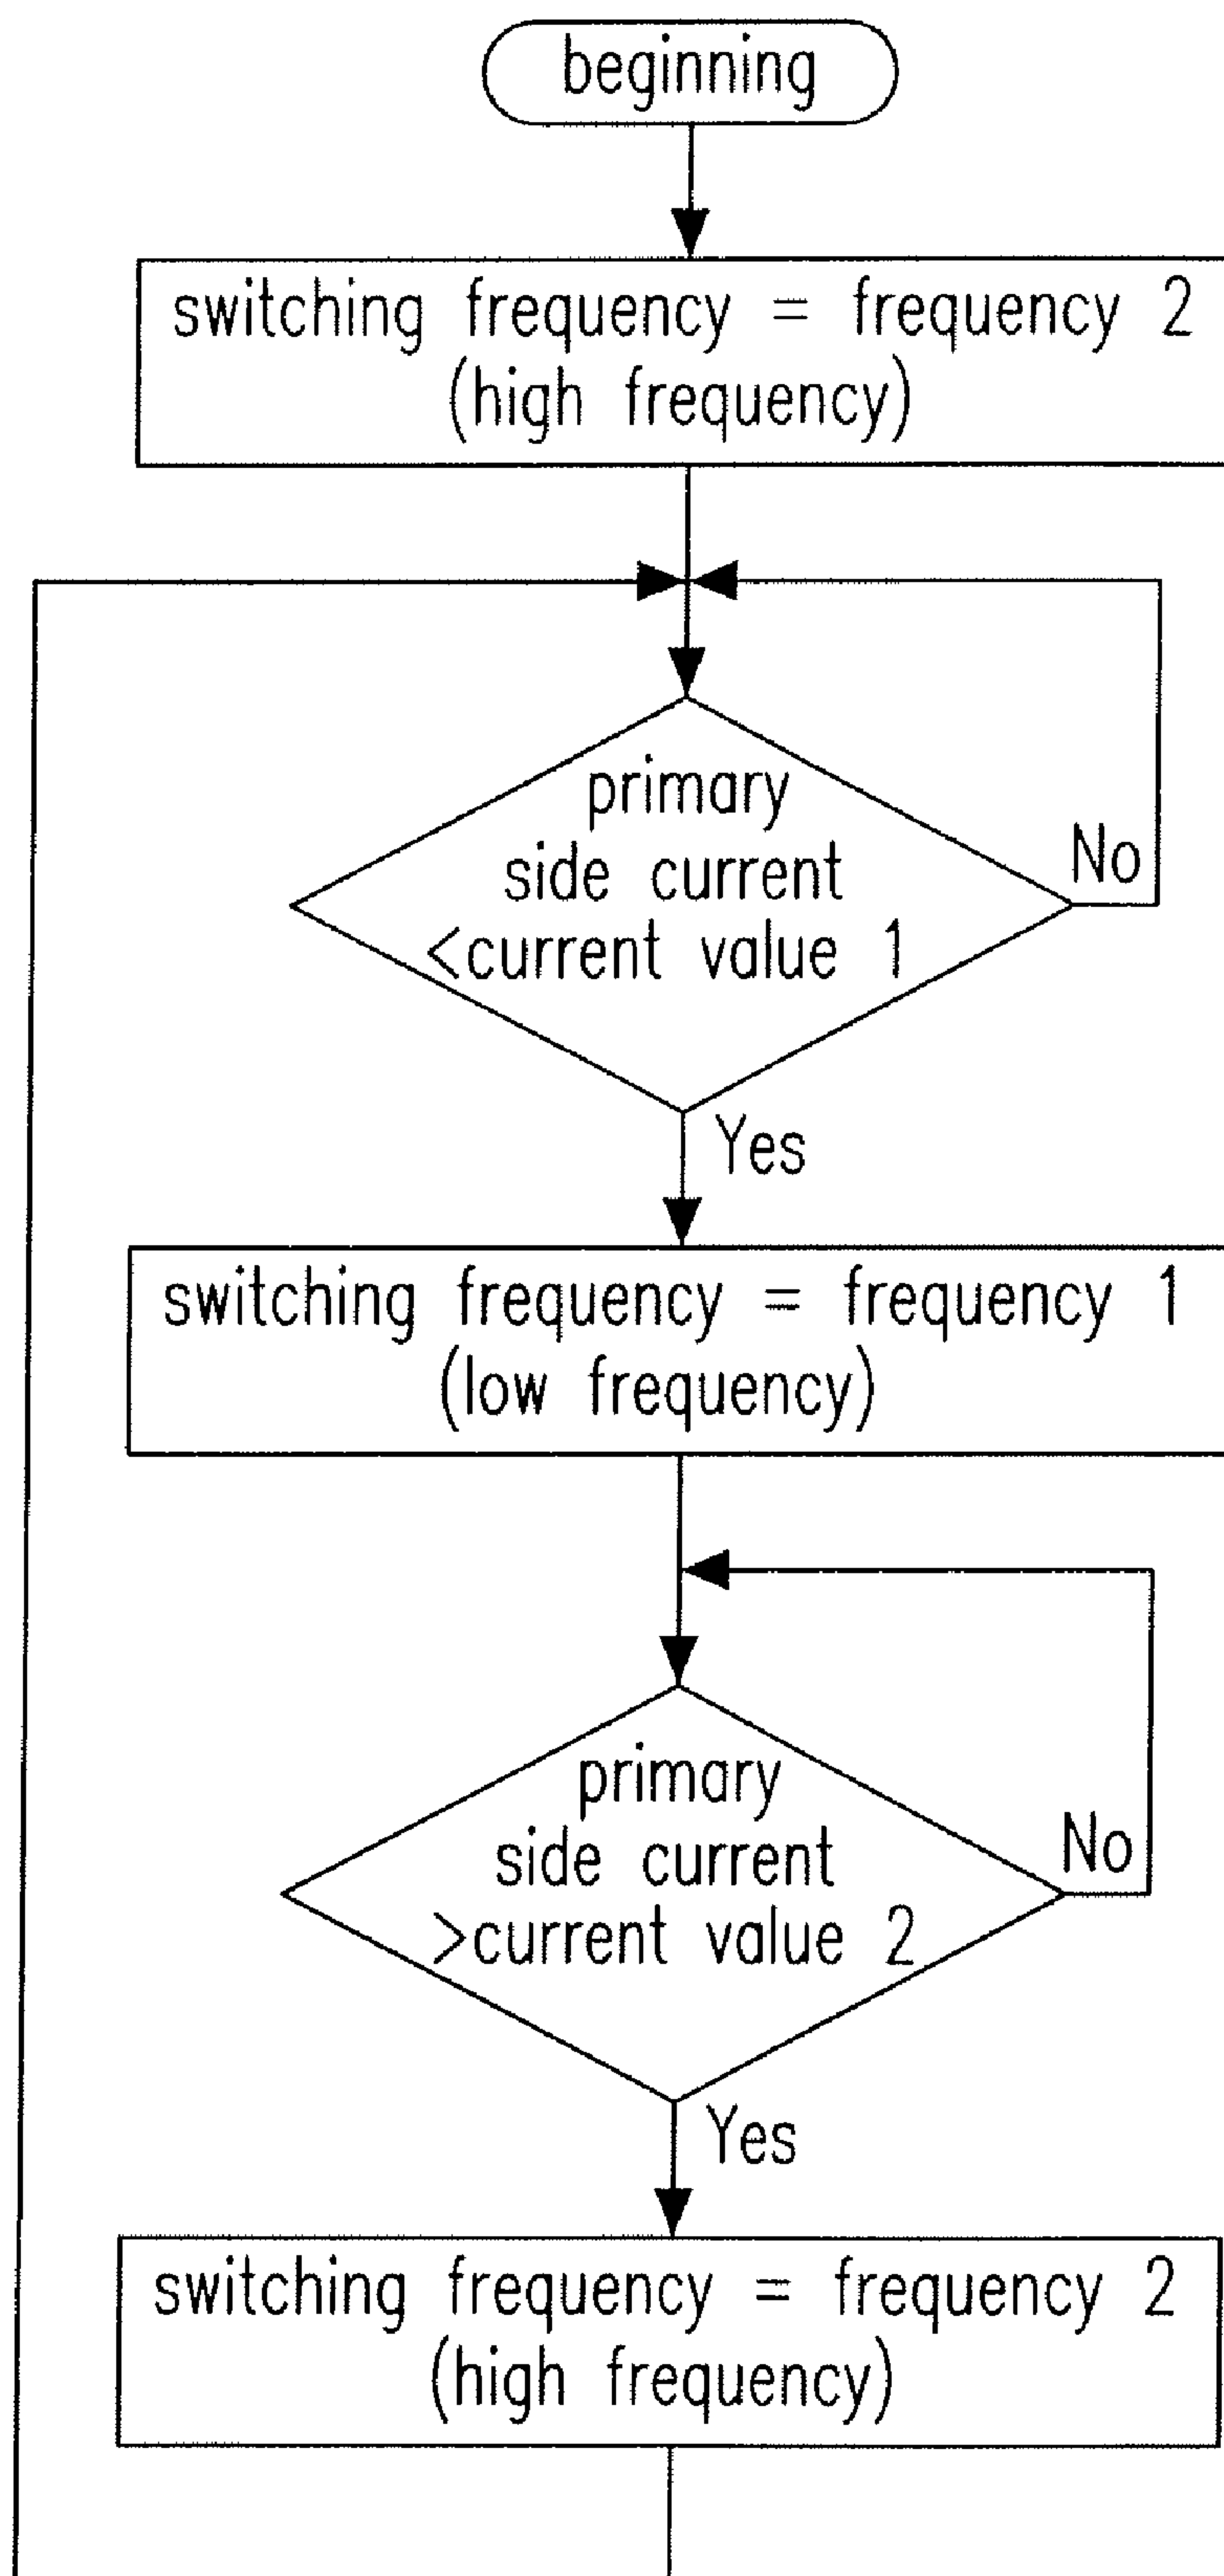 beginning
switching frequency = frequency 2
(high frequency)
primary
side current
<current value 1
No
Yes
switching frequency = frequency 1
(low frequency)
primary
side current
>current value 2
No
Yes
switching frequency = frequency 2
(high frequency)